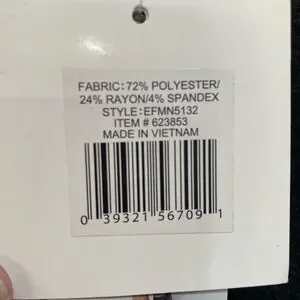 FABRIC:72% POLYESTER/
24% RAYON/4% SPANDEX
STYLE:EFMN5132
ITEM # 623853
MADE IN VIETNAM
0 39321 56709 1